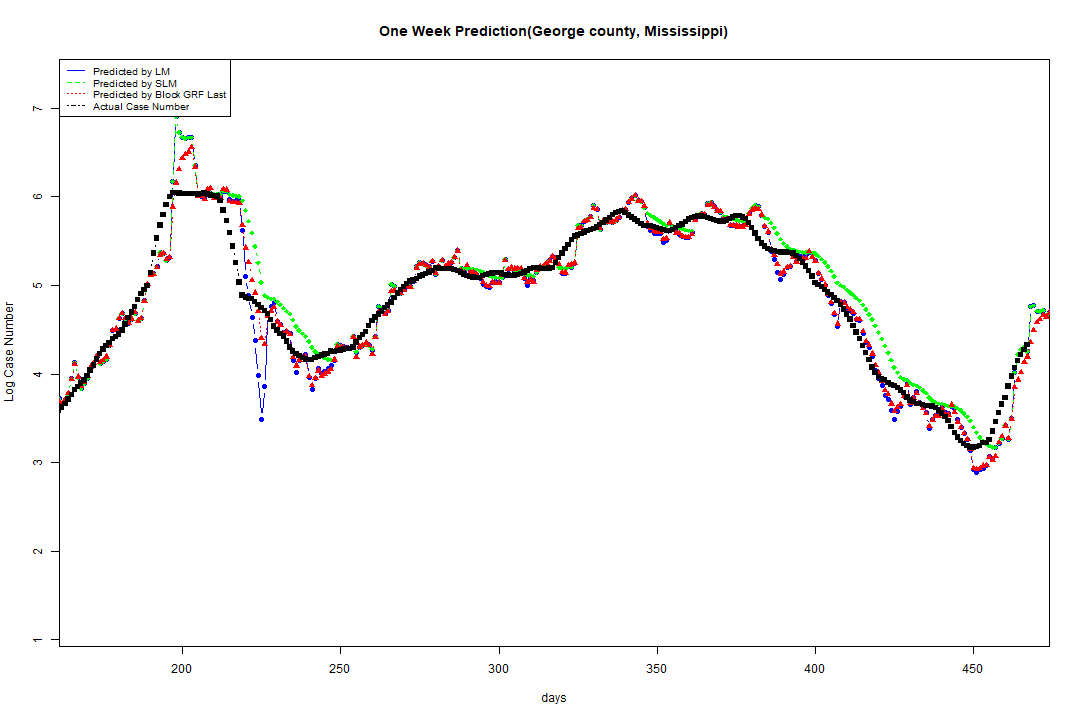 One Week Prediction(George county, Mississippi)
Predicted by LM
Predicted by SLM
Predicted by Block GRF Last
Actual Case Number
Log Case Number
7
6
5
4
3
2
1
200 250 300 350 400 450
days